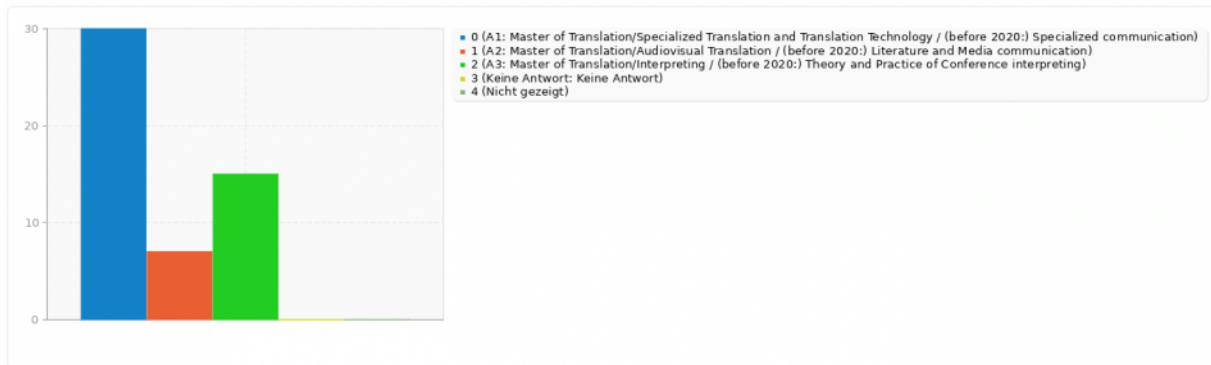 30
20
10
0
0 (A1: Master of Translation/Specialized Translation and Translation Technology / (before 2020:) Specialized communication)
1 (A2: Master of Translation/Audiovisual Translation / (before 2020:) Literature and Media communication)
2 (A3: Master of Translation/Interpreting / (before 2020:) Theory and Practice of Conference interpreting)
3 (Keine Antwort: Keine Antwort)
4 (Nicht gezeigt)